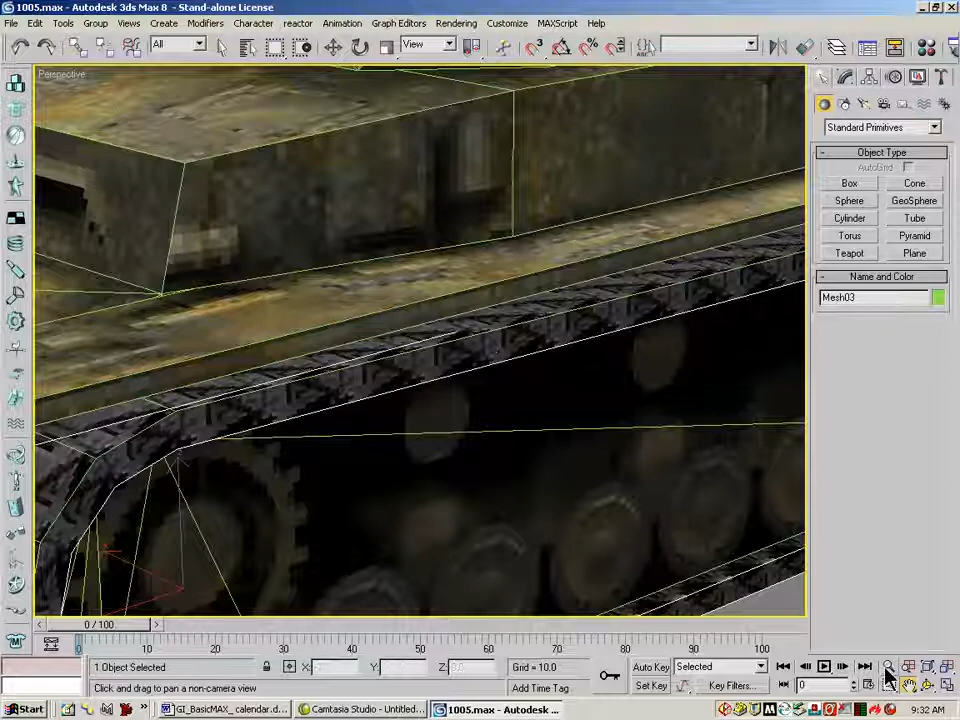 1005.max - Autodesk 3ds Max 8 - Stand-alone License
File Edit Tools Group Views Create Modifiers Character reactor Animation Graph Editors Rendering Customize MAXScript Help
All
View
Perspective
Standard Primitives
Object Type
AutoGrid
Box Cone
Sphere GeoSphere
Cylinder Tube
Torus Pyramid
Teapot Plane
Name and Color
Mesh03
0 / 100
0 10 20 30 40 50 60 70 80 90 100
1 Object Selected X: Y: Z: Grid = 10.0 Auto Key Selected
Click and drag to pan a non-camera view Add Time Tag Set Key Key Filters... 0
Start GI_BasicMAX_ calendar.d... Camtasia Studio - Untitled... 1005.max - Autodesk ... 9:32 AM